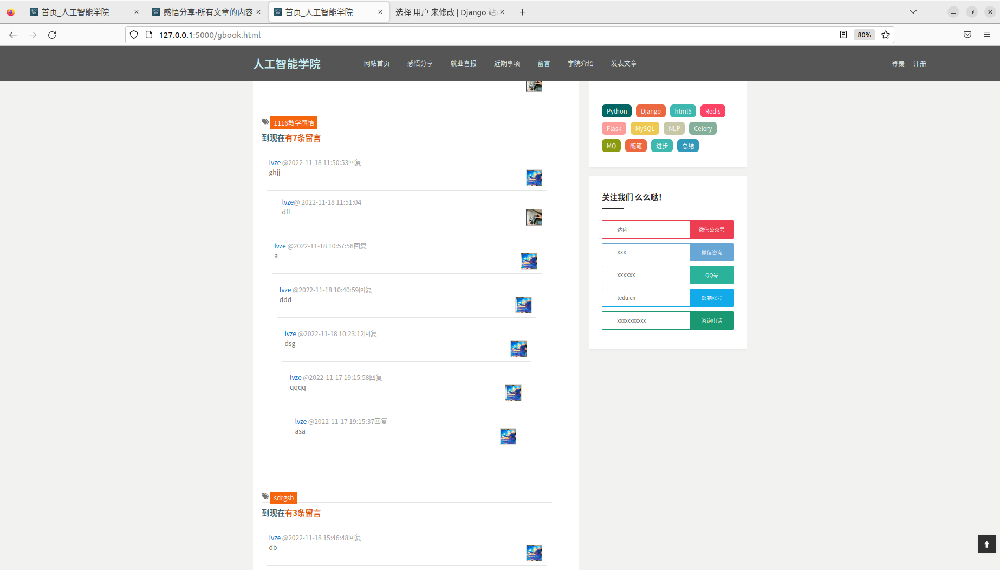 首页_人工智能学院
感悟分享-所有文章的内容
首页_人工智能学院
选择 用户 来修改 | Django 站
127.0.0.1:5000/gbook.html
80%
人工智能学院
网站首页
感悟分享
就业喜报
近期事项
留言
学院介绍
发表文章
登录
注册
1116教学感悟
到现在有7条留言
lvze @2022-11-18 11:50:53回复
ghjj
lvze@ 2022-11-18 11:51:04
dff
lvze @2022-11-18 10:57:58回复
a
lvze @2022-11-18 10:40:59回复
ddd
lvze @2022-11-18 10:23:12回复
dsg
lvze @2022-11-17 19:15:58回复
qqqq
lvze @2022-11-17 19:15:37回复
asa
sdrgsh
到现在有3条留言
lvze @2022-11-18 15:46:48回复
db
Python Django html5 Redis
Flask MySQL NLP Celery
MQ 随笔 进步 总结
关注我们 么么哒!
达内 微信公众号
XXX 微信咨询
XXXXXX QQ号
tedu.cn 邮箱帐号
xxxxxxxxxxx 咨询电话